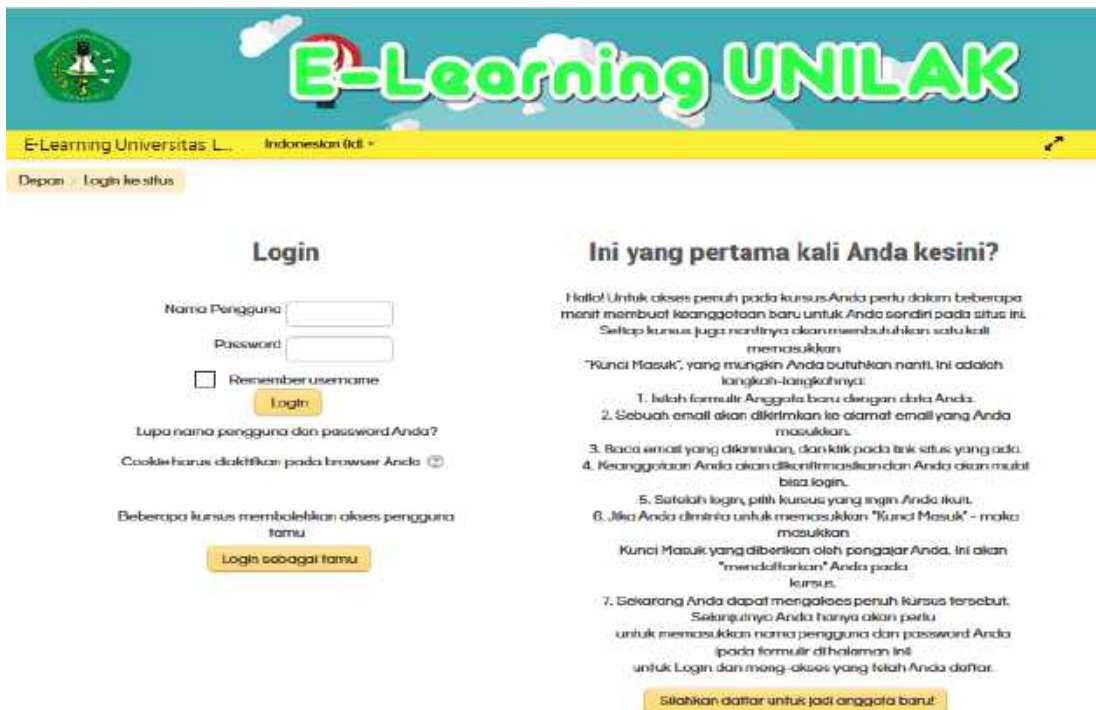 E-Learning UNILAK
E-Learning Universitas L...
Indonesian (id)
Depan
Login ke situs
Login
Nama Pengguna
Password
Remember username
Login
Lupa nama pengguna dan password Anda?
Cookie harus diaktifkan pada browser Anda
Beberapa kursus membolehkan akses pengguna
tamu
Login sebagai tamu
Ini yang pertama kali Anda kesini?
Hallo! Untuk akses penuh pada kursus Anda perlu dalam beberapa
menit membuat keanggotaan baru untuk Anda sendiri pada situs ini.
Setiap kursus juga nantinya akan membutuhkan satu kali
memasukkan
"Kunci Masuk", yang mungkin Anda butuhkan nanti. Ini adalah
langkah-langkahnya:
1. Isilah formulir Anggota baru dengan data Anda.
2. Sebuah email akan dikirimkan ke alamat email yang Anda
masukkan.
3. Baca email yang dikirimkan, dan klik pada link situs yang ada.
4. Keanggotaan Anda akan dikonfirmasikan dan Anda akan mulai
bisa login.
5. Setelah login, pilih kursus yang ingin Anda ikuti.
6. Jika Anda diminta untuk memasukkan "Kunci Masuk" - maka
masukkan
Kunci Masuk yang diberikan oleh pengajar Anda. Ini akan
"mendaftarkan" Anda pada
kursus.
7. Sekarang Anda dapat mengakses penuh kursus tersebut.
Selanjutnya Anda hanya akan perlu
untuk memasukkan nama pengguna dan password Anda
(pada formulir di halaman ini)
untuk Login dan meng-akses yang telah Anda daftar.
Silahkan daftar untuk jadi anggota baru!